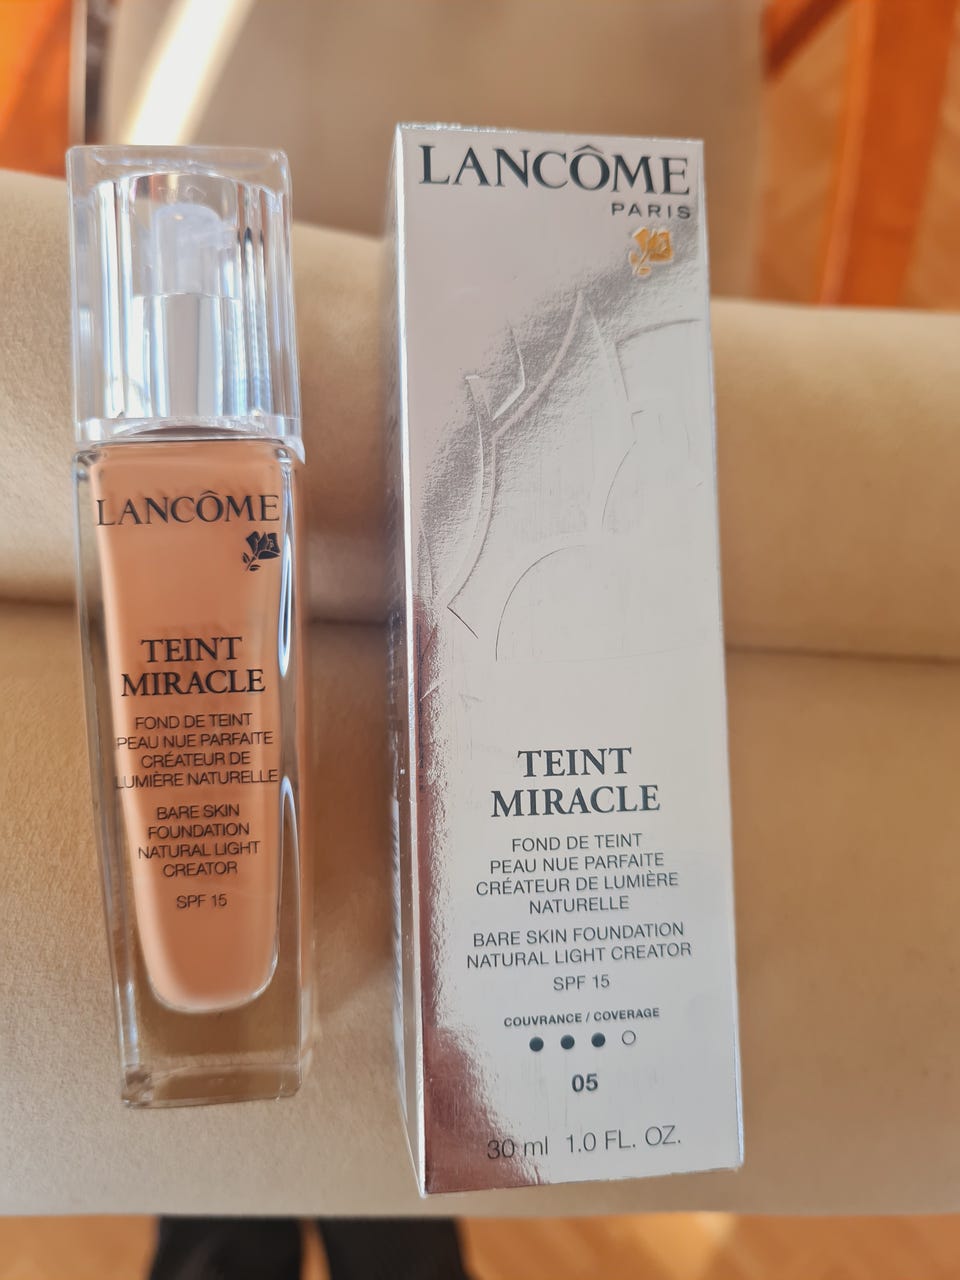 LANCÔME
TEINT
MIRACLE
FOND DE TEINT
PEAU NUE PARFAITE
CRÉATEUR DE
LUMIÈRE NATURELLE
BARE SKIN
FOUNDATION
NATURAL LIGHT
CREATOR
SPF 15
LANCÔME
PARIS
TEINT
MIRACLE
FOND DE TEINT
PEAU NUE PARFAITE
CRÉATEUR DE LUMIÈRE
NATURELLE
BARE SKIN FOUNDATION
NATURAL LIGHT CREATOR
SPF 15
COUVRANCE / COVERAGE
05
30 ml 1.0 FL. OZ.